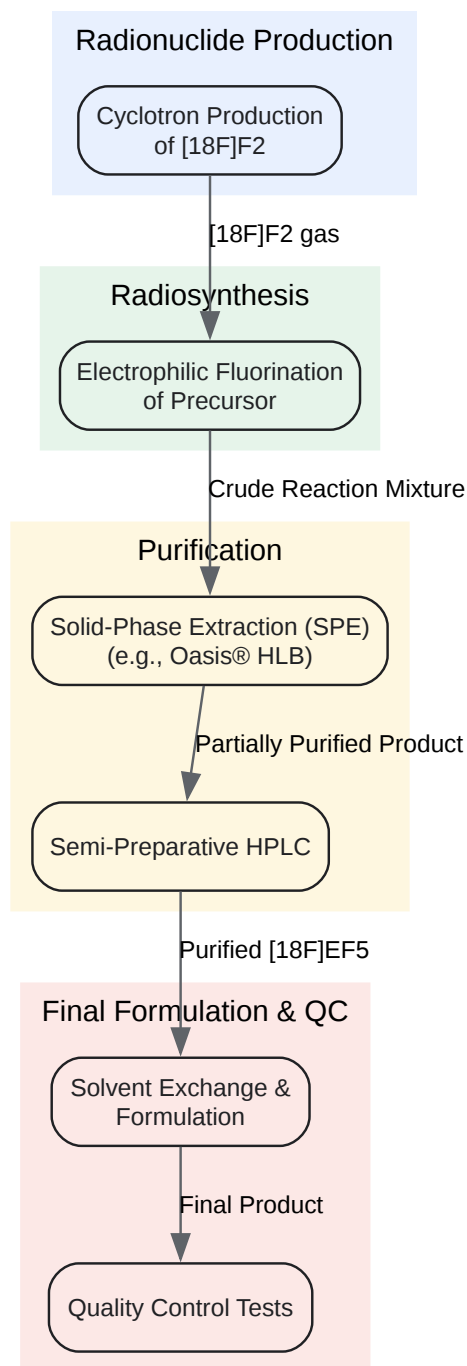 Radionuclide Production
Cyclotron Production
of [18F]F2
[18F]F2 gas
Radiosynthesis
Electrophilic Fluorination
of Precursor
Crude Reaction Mixture
Purification
Solid-Phase Extraction (SPE)
(e.g., Oasis® HLB)
Partially Purified Product
Semi-Preparative HPLC
Purified [18F]EF5
Final Formulation & QC
Solvent Exchange &
Formulation
Final Product
Quality Control Tests